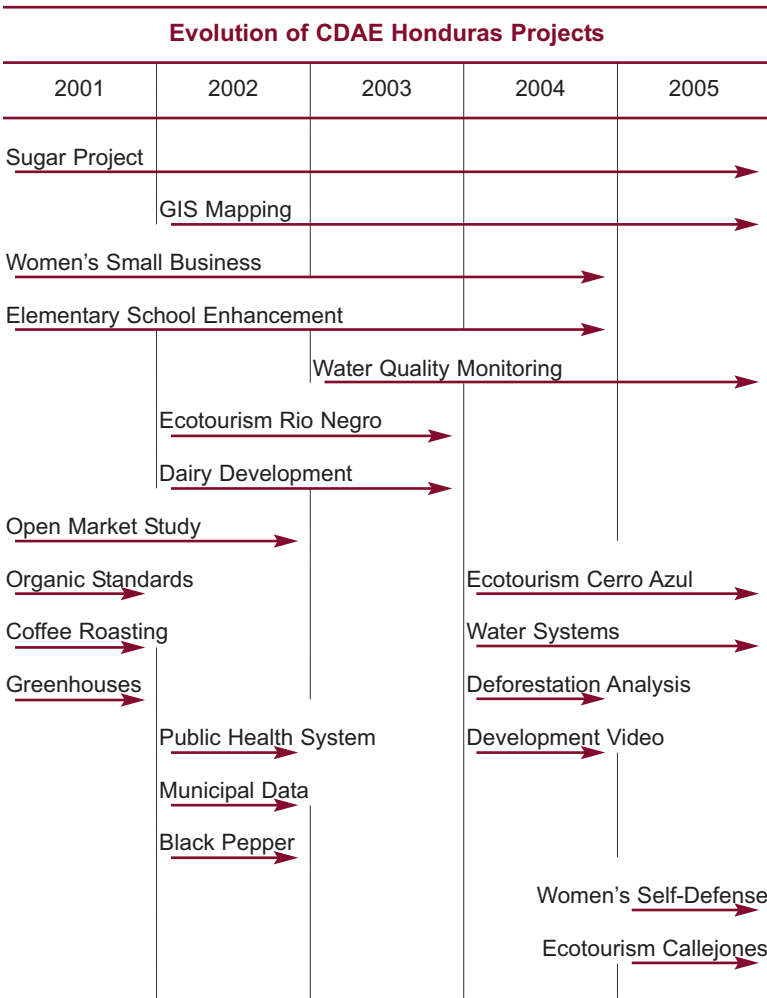 Evolution of CDAE Honduras Projects
2001 2002 2003 2004 2005
Sugar Project
GIS Mapping
Women’s Small Business
Elementary School Enhancement
Water Quality Monitoring
Ecotourism Rio Negro
Dairy Development
Open Market Study
Organic Standards Ecotourism Cerro Azul
Coffee Roasting Water Systems
Greenhouses Deforestation Analysis
Public Health System Development Video
Municipal Data
Black Pepper
Women’s Self-Defense
Ecotourism Callejones